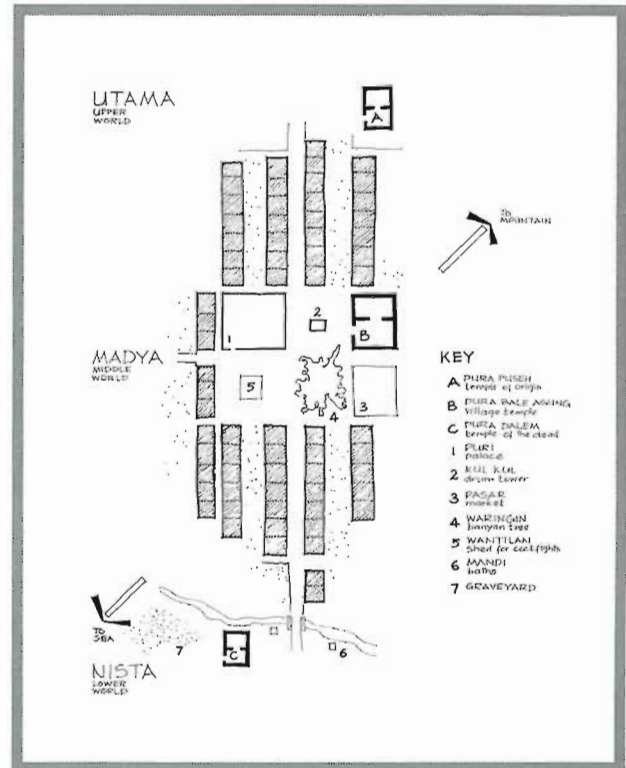 UTAMA
UPPER
WORLD
A
TO
MOUNTAIN
2
1
B
MADYA
MIDDLE
WORLD
5
3
4
KEY
A PURA PUSEH
temple of origin
B PURA BALE AGUNG
village temple
C PURA DALEM
temple of the dead
1 PURI
palace
2 KUL KUL
drum tower
3 PASAR
market
4 WARINGIN
banyan tree
5 WANTILAN
shed for cockfights
6 MANDI
baths
7 GRAVEYARD
TO
SEA
7
C
6
NISTA
LOWER
WORLD